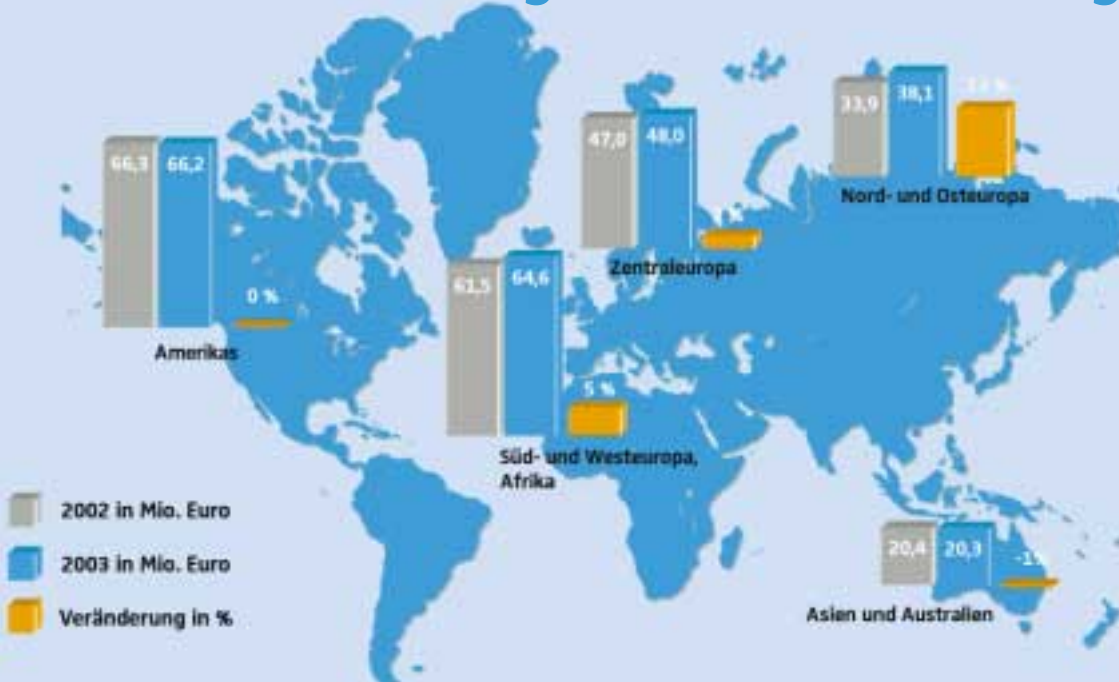 66,3 66,2
0 %
Amerikas
61,5 64,6
5 %
Süd- und Westeuropa,
Afrika
47,0 48,0
%
Zentraleuropa
33,9 38,1
%
Nord- und Osteuropa
20,4 20,3
Asien und Australien
2002 in Mio. Euro
2003 in Mio. Euro
Veränderung in %